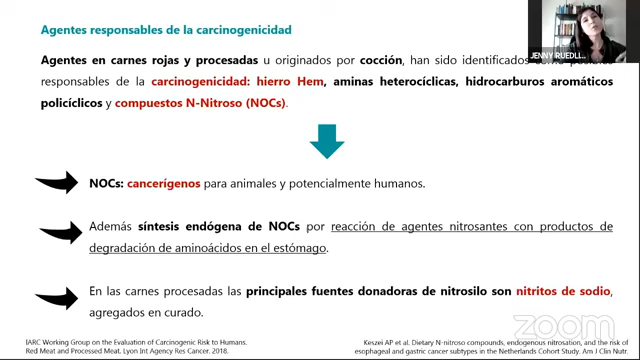 Agentes responsables de la carcinogenicidad
Agentes en carnes rojas y procesadas u originados por cocción, han sido identificados como posibles
responsables de la carcinogenicidad: hierro Hem, aminas heterocíclicas, hidrocarburos aromáticos
policíclicos y compuestos N-Nitroso (NOCs).
JENNY RUEDL...
NOCs: cancerígenos para animales y potencialmente humanos.
Además síntesis endógena de NOCs por reacción de agentes nitrosantes con productos de
degradación de aminoácidos en el estómago.
En las carnes procesadas las principales fuentes donadoras de nitrosilo son nitritos de sodio,
agregados en curado.
zoom
IARC Working Group on the Evaluation of Carcinogenic Risk to Humans.
Red Meat and Processed Meat. Lyon Int Agency Res Cancer. 2018.
Keszei AP et al. Dietary N-nitroso compounds, endogenous nitrosation, and the risk of
esophageal and gastric cancer subtypes in the Netherlands Cohort Study. Am J Clin Nutr.